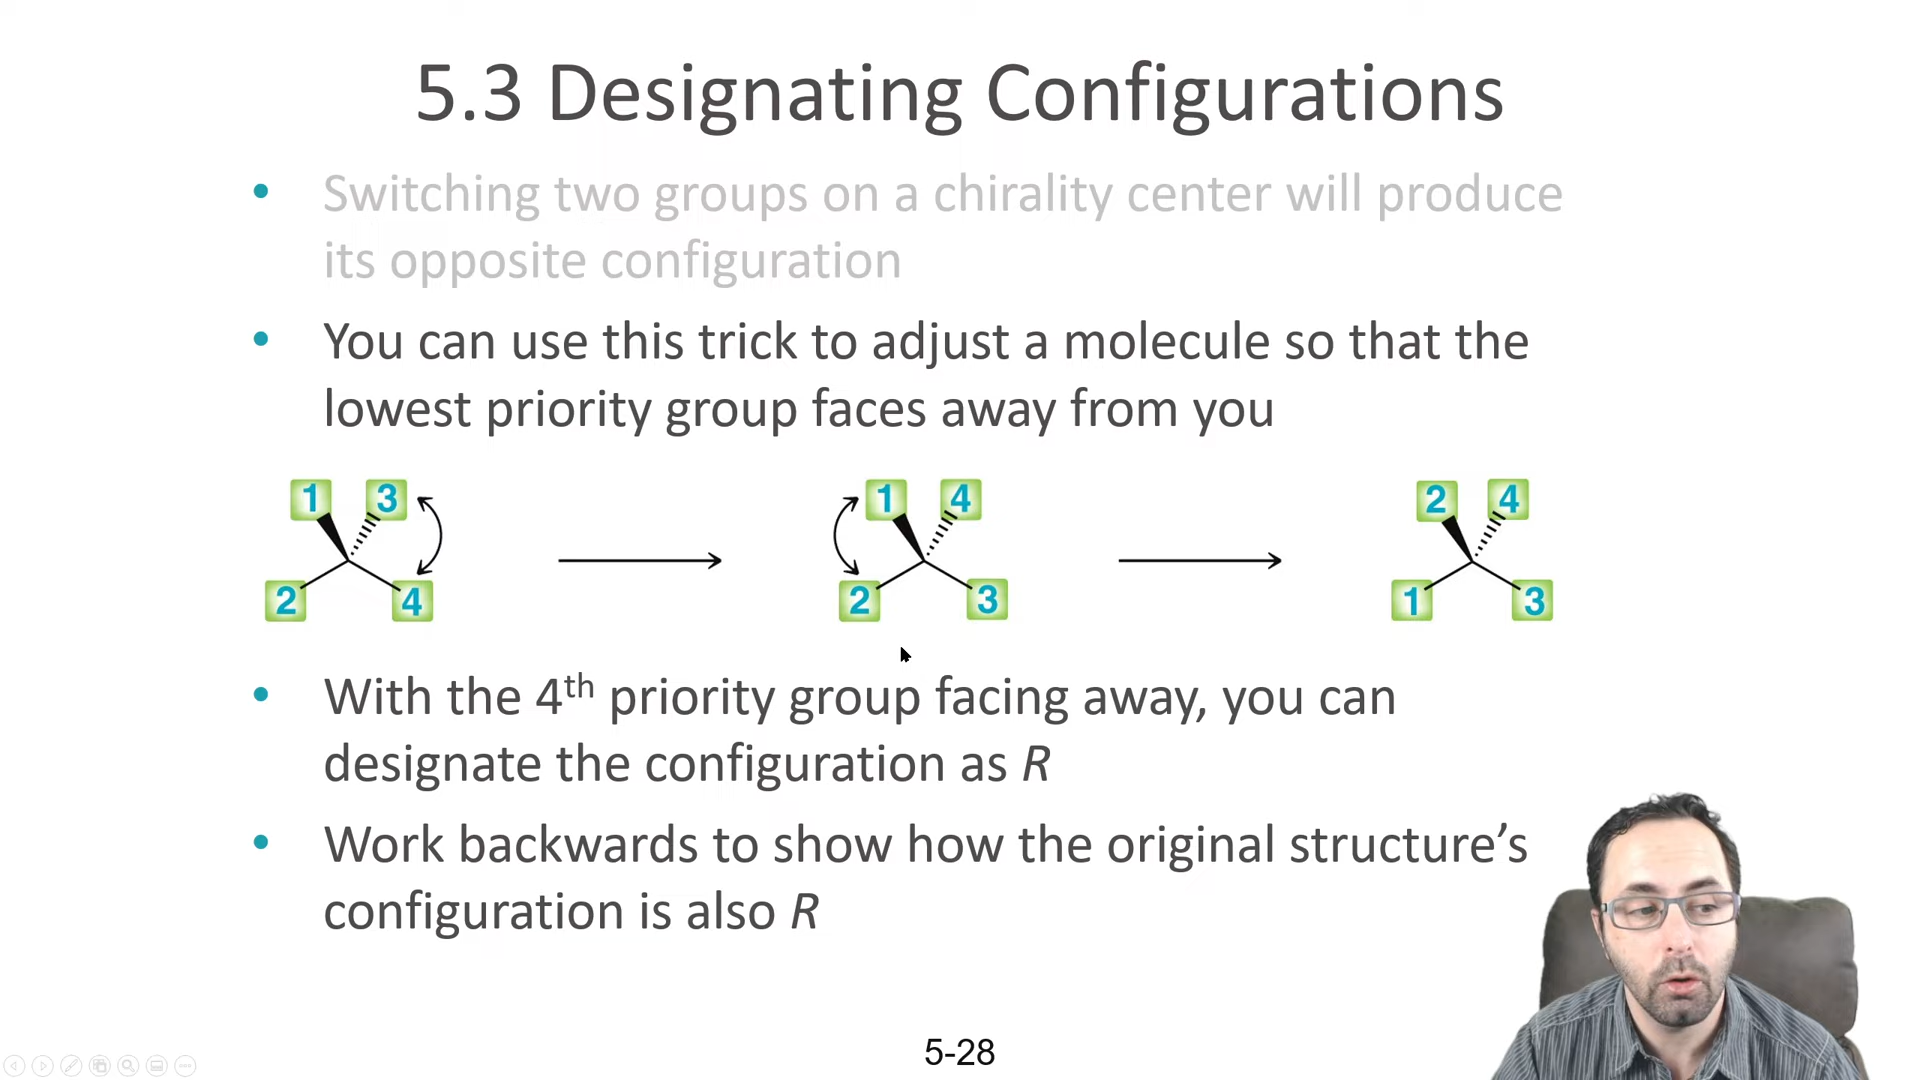 5.3 Designating Configurations
• Switching two groups on a chirality center will produce
its opposite configuration
• You can use this trick to adjust a molecule so that the
lowest priority group faces away from you
1 3 1 4 2 4
2 4 2 3 1 3
• With the 4th priority group facing away, you can
designate the configuration as R
• Work backwards to show how the original structure’s
configuration is also R
5-28